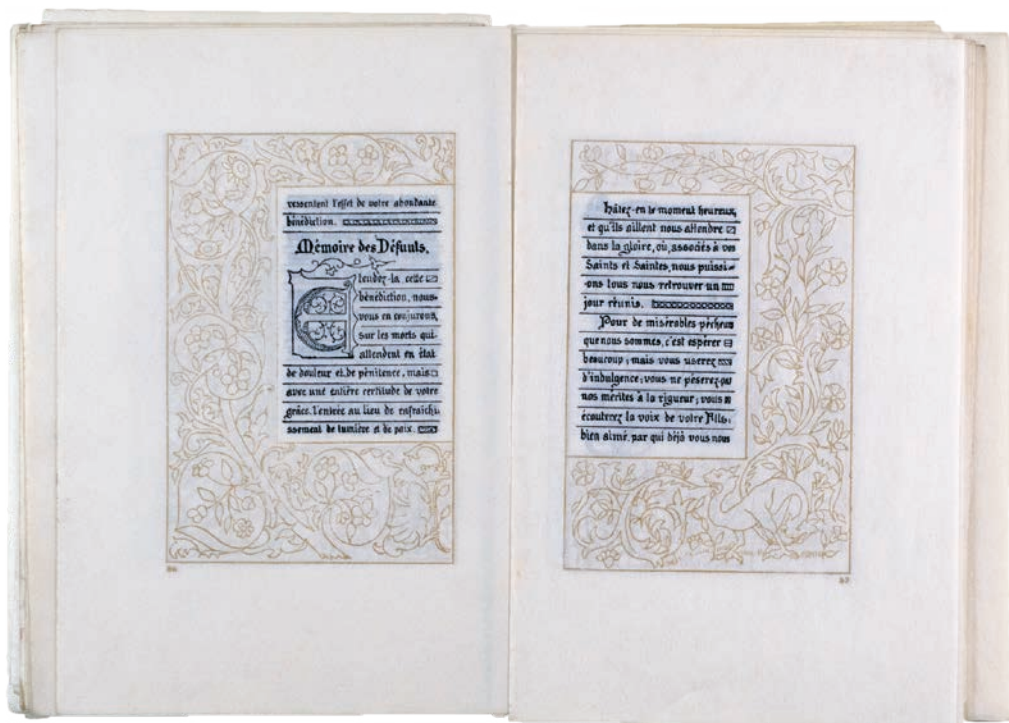 ressentent l'effet de votre abondante
bénédiction.
Mémoire des Défunts.
Etendez-la, cette
bénédiction, nous
vous en conjurons,
sur les morts qui
attendent en état
de douleur et de pénitence, mais
avec une entière certitude de votre
grâce, l'entrée au lieu de rafraîchi
ssement de lumière et de paix.
Hâtez-en le moment heureux,
et qu'ils aillent nous attendre
dans la gloire, où, associés à vos
Saints et Saintes, nous puissi-
ons tous nous retrouver un
jour réunis.
Pour de misérables pécheurs
que nous sommes, c'est espérer
beaucoup; mais vous userez
d'indulgence; vous ne pèserez pas
nos mérites à la rigueur; vous
écouterez la voix de votre Fils
bien aimé, par qui déjà vous nous